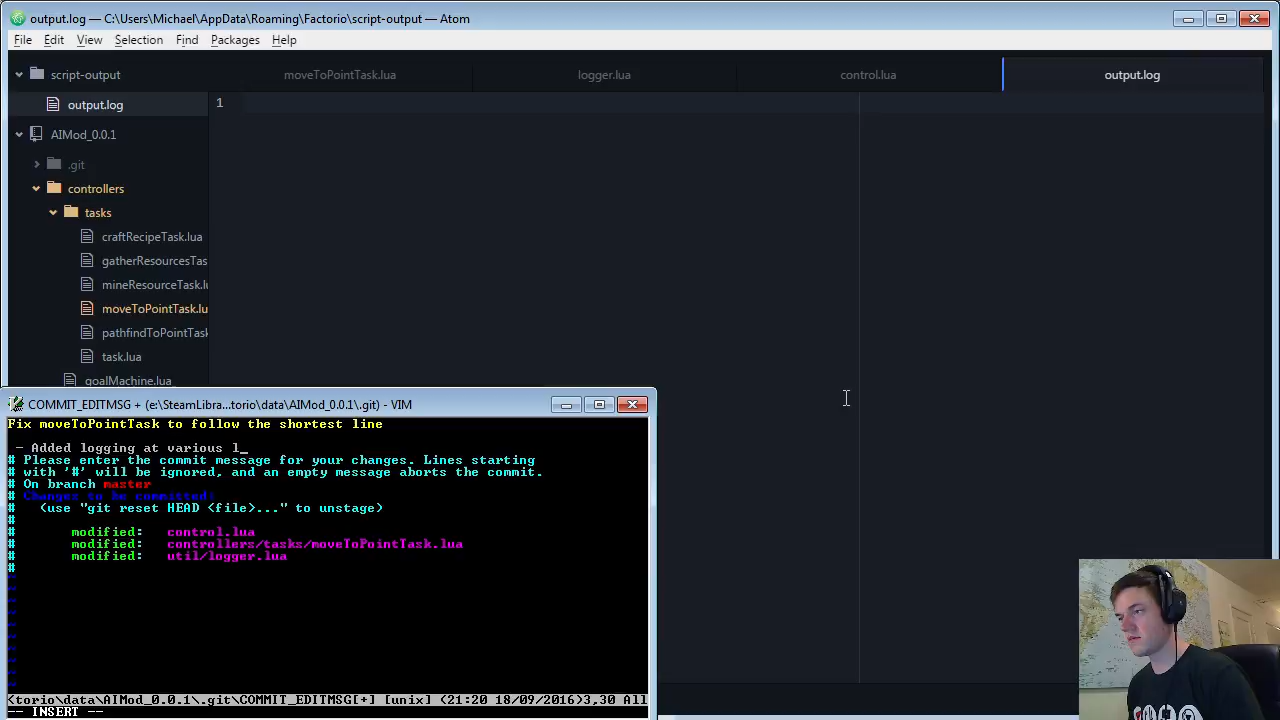 output.log — C:\Users\Michael\AppData\Roaming\Factorio\script-output — Atom
File Edit View Selection Find Packages Help
script-output
moveToPointTask.lua
logger.lua
control.lua
output.log
output.log
1
AIMod_0.0.1
.git
controllers
tasks
craftRecipeTask.lua
gatherResourcesTas
mineResourceTask.lu
moveToPointTask.lu
pathfindToPointTask
task.lua
goalMachine.lua
COMMIT_EDITMSG + (e:\SteamLibra...torio\data\AIMod_0.0.1\.git) - VIM
Fix moveToPointTask to follow the shortest line
- Added logging at various l
# Please enter the commit message for your changes. Lines starting
# with '#' will be ignored, and an empty message aborts the commit.
# On branch master
# Changes to be committed:
#   (use "git reset HEAD <file>..." to unstage)
#
#       modified:   control.lua
#       modified:   controllers/tasks/moveToPointTask.lua
#       modified:   util/logger.lua
#
~
~
~
~
~
~
~
~
~
<torio\data\AIMod_0.0.1\.git\COMMIT_EDITMSG[+] [unix] (21:20 18/09/2016)3,30 All
-- INSERT --